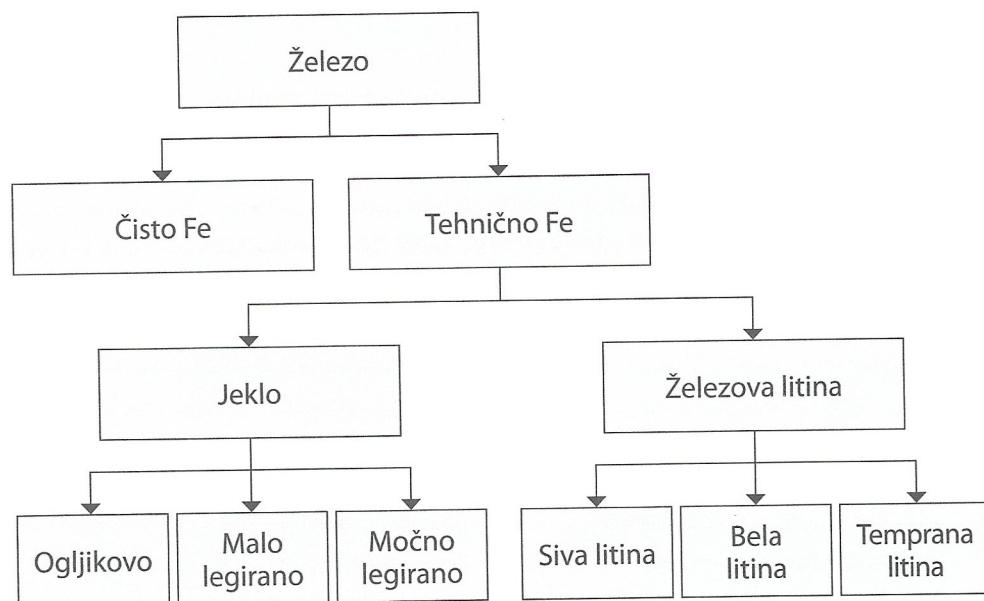 Železo
Čisto Fe
Tehnično Fe
Jeklo
Železova litina
Ogljikovo
Malo
legirano
Močno
legirano
Siva litina
Bela
litina
Temprana
litina